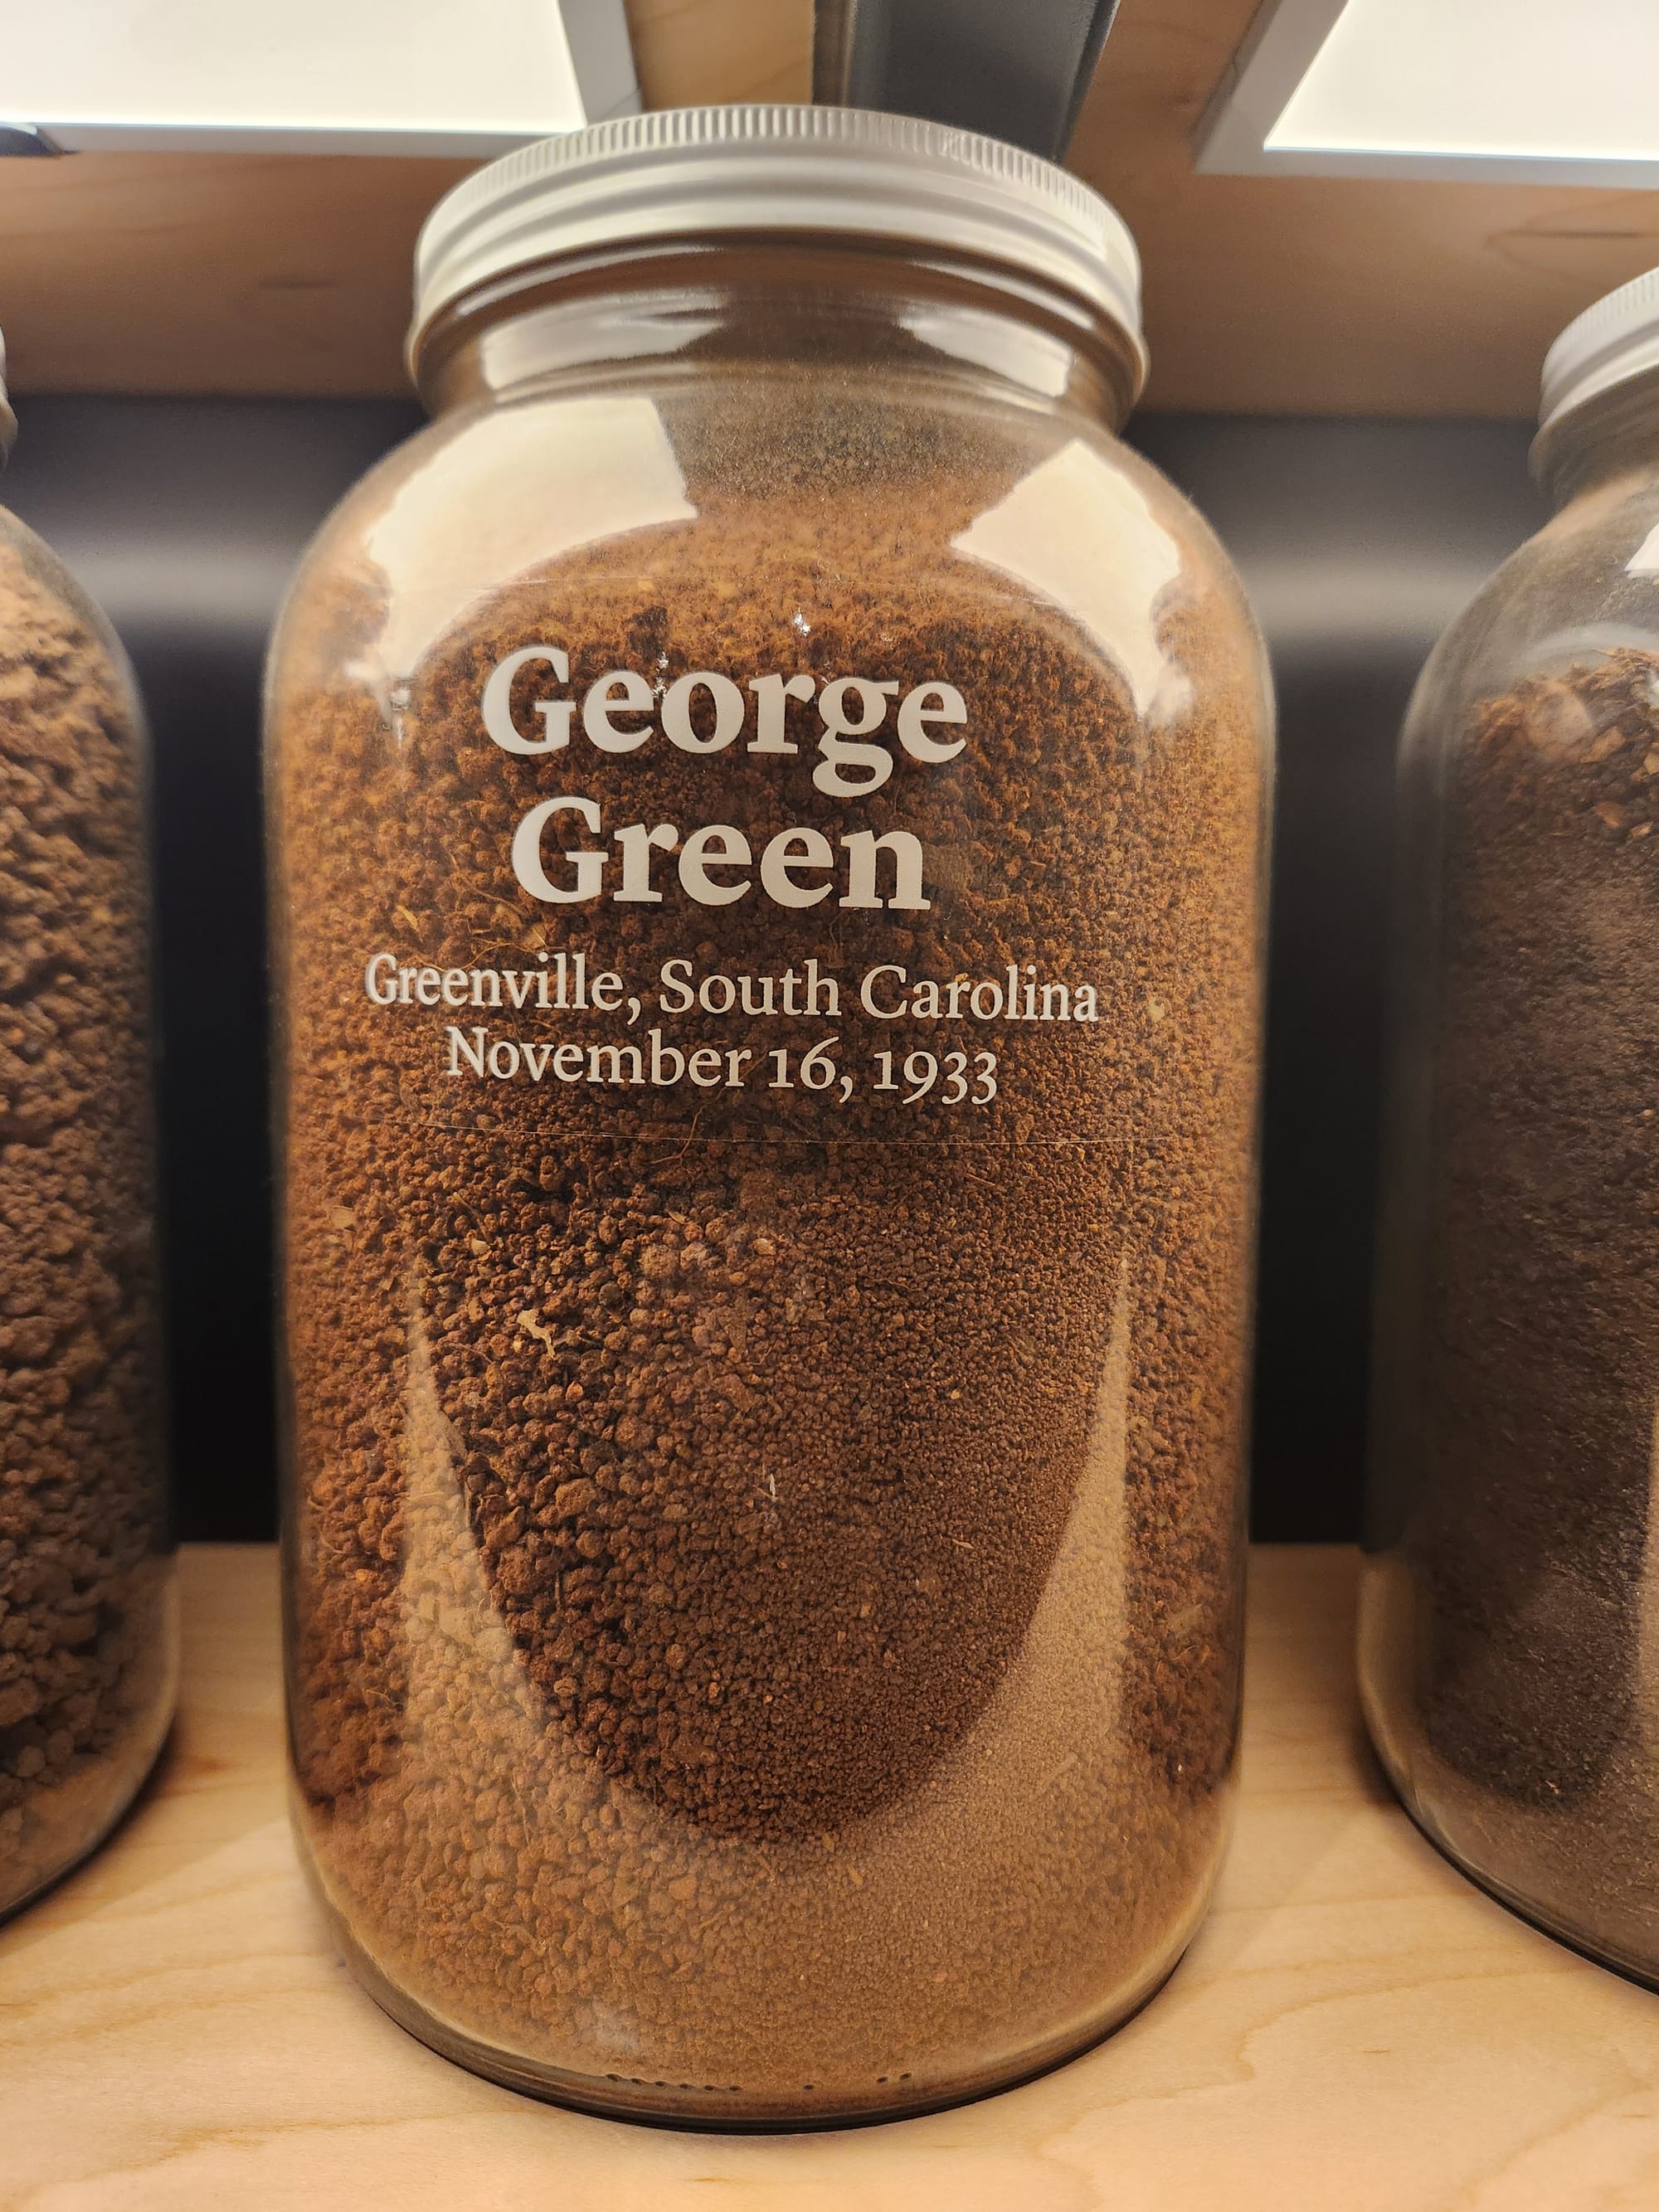 George
Green
Greenville, South Carolina
November 16, 1933